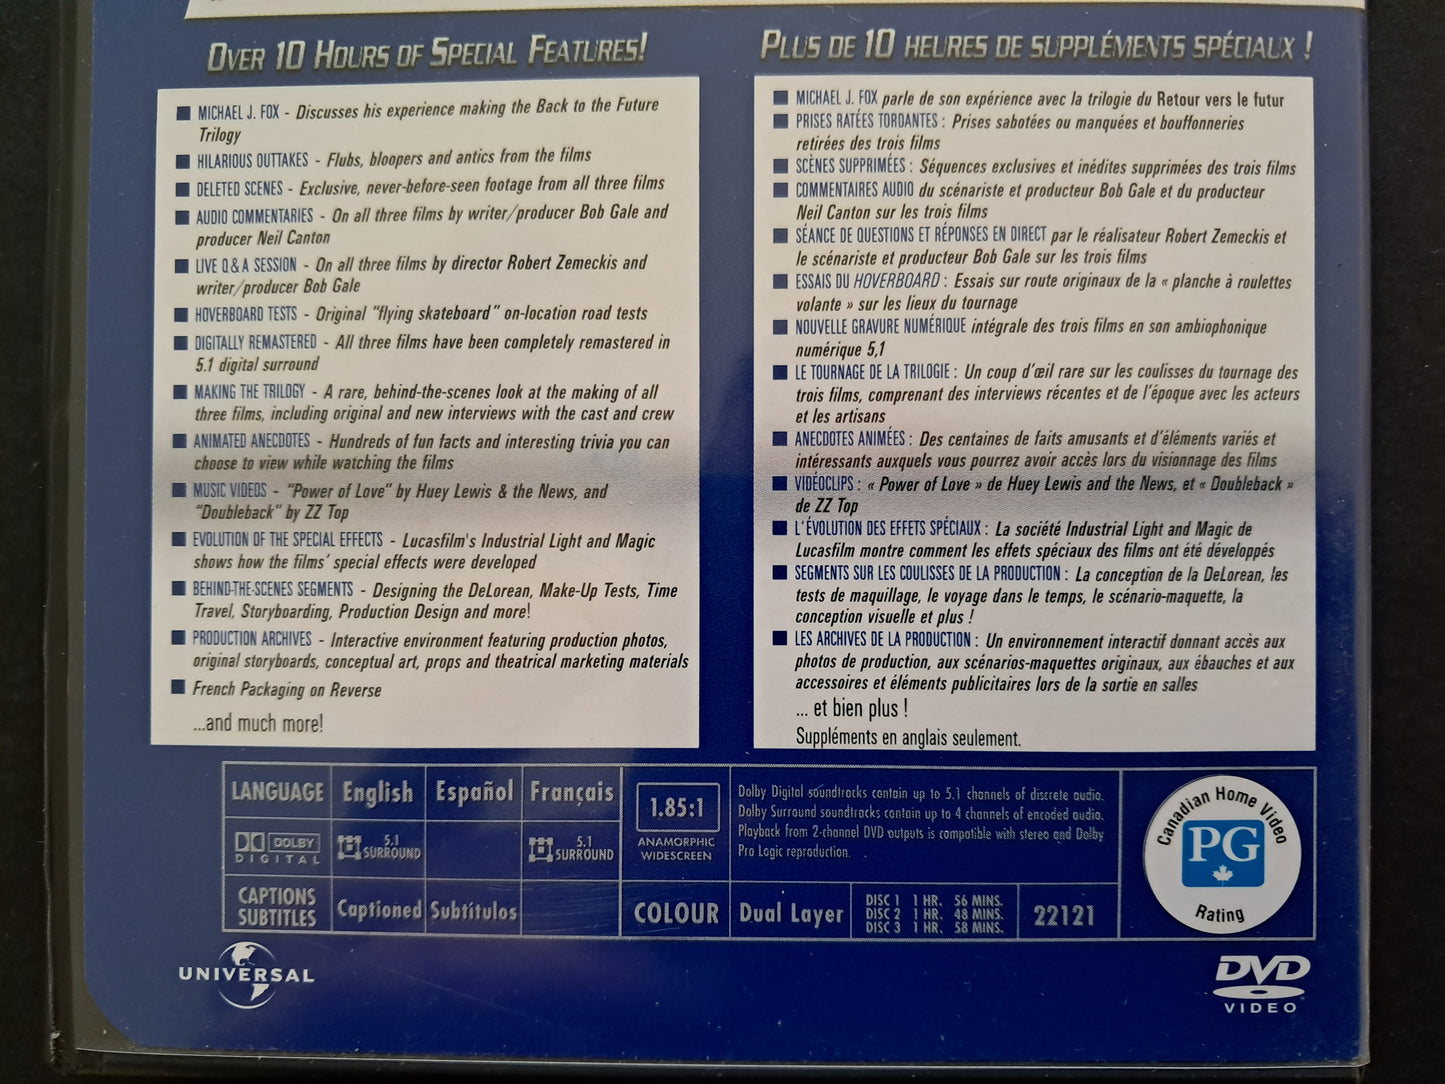 OVER 10 HOURS OF SPECIAL FEATURES!
■ MICHAEL J. FOX - Discusses his experience making the Back to the Future
Trilogy
■ HILARIOUS OUTTAKES - Flubs, bloopers and antics from the films
■ DELETED SCENES - Exclusive, never-before-seen footage from all three films
■ AUDIO COMMENTARIES - On all three films by writer/producer Bob Gale and
producer Neil Canton
■ LIVE Q & A SESSION - On all three films by director Robert Zemeckis and
writer/producer Bob Gale
■ HOVERBOARD TESTS - Original "flying skateboard" on-location road tests
■ DIGITALLY REMASTERED - All three films have been completely remastered in
5.1 digital surround
■ MAKING THE TRILOGY - A rare, behind-the-scenes look at the making of all
three films, including original and new interviews with the cast and crew
■ ANIMATED ANECDOTES - Hundreds of fun facts and interesting trivia you can
choose to view while watching the films
■ MUSIC VIDEOS - "Power of Love" by Huey Lewis & the News, and
"Doubleback" by ZZ Top
■ EVOLUTION OF THE SPECIAL EFFECTS - Lucasfilm's Industrial Light and Magic
shows how the films' special effects were developed
■ BEHIND-THE-SCENES SEGMENTS - Designing the DeLorean, Make-Up Tests, Time
Travel, Storyboarding, Production Design and more!
■ PRODUCTION ARCHIVES - Interactive environment featuring production photos,
original storyboards, conceptual art, props and theatrical marketing materials
■ French Packaging on Reverse
...and much more!
PLUS DE 10 HEURES DE SUPPLÉMENTS SPÉCIAUX !
■ MICHAEL J. FOX parle de son expérience avec la trilogie du Retour vers le futur
■ PRISES RATÉES TORDANTES : Prises sabotées ou manquées et bouffonneries
retirées des trois films
■ SCÈNES SUPPRIMÉES : Séquences exclusives et inédites supprimées des trois films
■ COMMENTAIRES AUDIO du scénariste et producteur Bob Gale et du producteur
Neil Canton sur les trois films
■ SÉANCE DE QUESTIONS ET RÉPONSES EN DIRECT par le réalisateur Robert Zemeckis et
le scénariste et producteur Bob Gale sur les trois films
■ ESSAIS DU HOVERBOARD : Essais sur route originaux de la « planche à roulettes
volante » sur les lieux du tournage
■ NOUVELLE GRAVURE NUMÉRIQUE intégrale des trois films en son ambiophonique
numérique 5,1
■ LE TOURNAGE DE LA TRILOGIE : Un coup d'œil rare sur les coulisses du tournage des
trois films, comprenant des interviews récentes et de l'époque avec les acteurs
et les artisans
■ ANECDOTES ANIMÉES : Des centaines de faits amusants et d'éléments variés et
intéressants auxquels vous pourrez avoir accès lors du visionnage des films
■ VIDÉOCLIPS : « Power of Love » de Huey Lewis and the News, et « Doubleback »
de ZZ Top
■ L'ÉVOLUTION DES EFFETS SPÉCIAUX : La société Industrial Light and Magic de
Lucasfilm montre comment les effets spéciaux des films ont été développés
■ SEGMENTS SUR LES COULISSES DE LA PRODUCTION : La conception de la DeLorean, les
tests de maquillage, le voyage dans le temps, le scénario-maquette, la
conception visuelle et plus !
■ LES ARCHIVES DE LA PRODUCTION : Un environnement interactif donnant accès aux
photos de production, aux scénarios-maquettes originaux, aux ébauches et aux
accessoires et éléments publicitaires lors de la sortie en salles
... et bien plus !
Suppléments en anglais seulement.
LANGUAGE English Español Français
DOLBY DIGITAL 5.1 SURROUND 5.1 SURROUND
CAPTIONS SUBTITLES Captioned Subtítulos
1.85:1
ANAMORPHIC
WIDESCREEN
Dolby Digital soundtracks contain up to 5.1 channels of discrete audio.
Dolby Surround soundtracks contain up to 4 channels of encoded audio.
Playback from 2-channel DVD outputs is compatible with stereo and Dolby
Pro Logic reproduction.
COLOUR
Dual Layer
DISC 1 1 HR. 56 MINS.
DISC 2 1 HR. 48 MINS.
DISC 3 1 HR. 58 MINS.
22121
Canadian Home Video
PG
Rating
UNIVERSAL
DVD
VIDEO